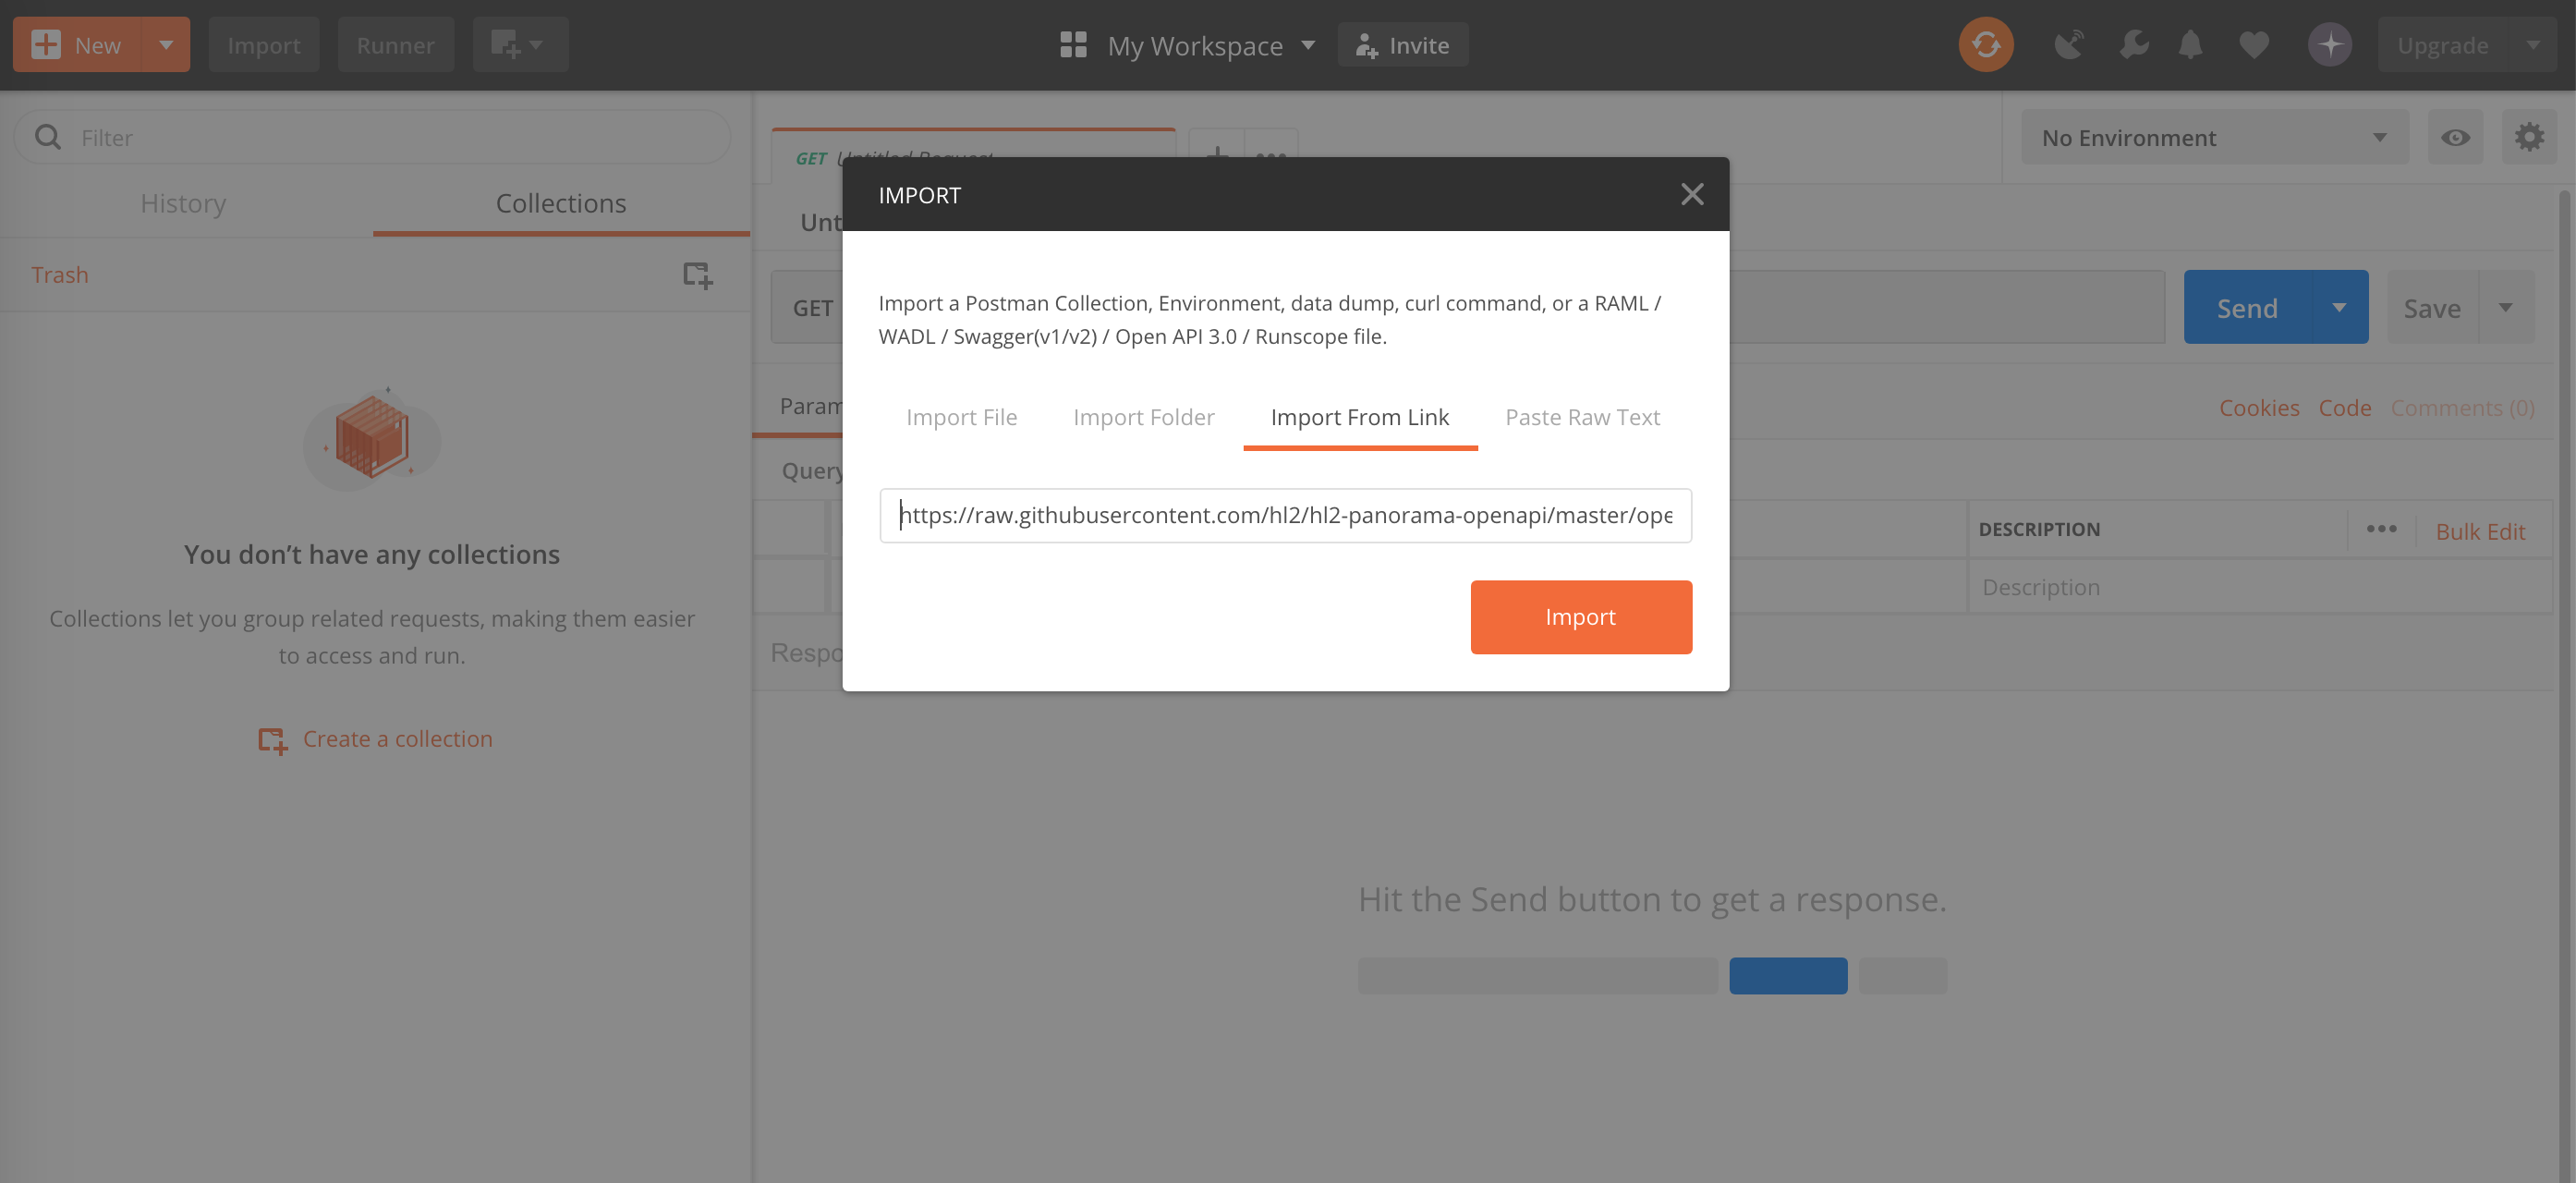 New
Import
Runner
My Workspace
Invite
Upgrade
Filter
No Environment
GET
History
Collections
IMPORT
Unt
Trash
GET
Send
Save
Import a Postman Collection, Environment, data dump, curl command, or a RAML /
WADL / Swagger(v1/v2) / Open API 3.0 / Runscope file.
Param
Import File
Import Folder
Import From Link
Paste Raw Text
Cookies
Code
Comments (0)
Query
https://raw.githubusercontent.com/hl2/hl2-panorama-openapi/master/ope
DESCRIPTION
Bulk Edit
You don’t have any collections
Description
Collections let you group related requests, making them easier
to access and run.
Import
Respo
Create a collection
Hit the Send button to get a response.